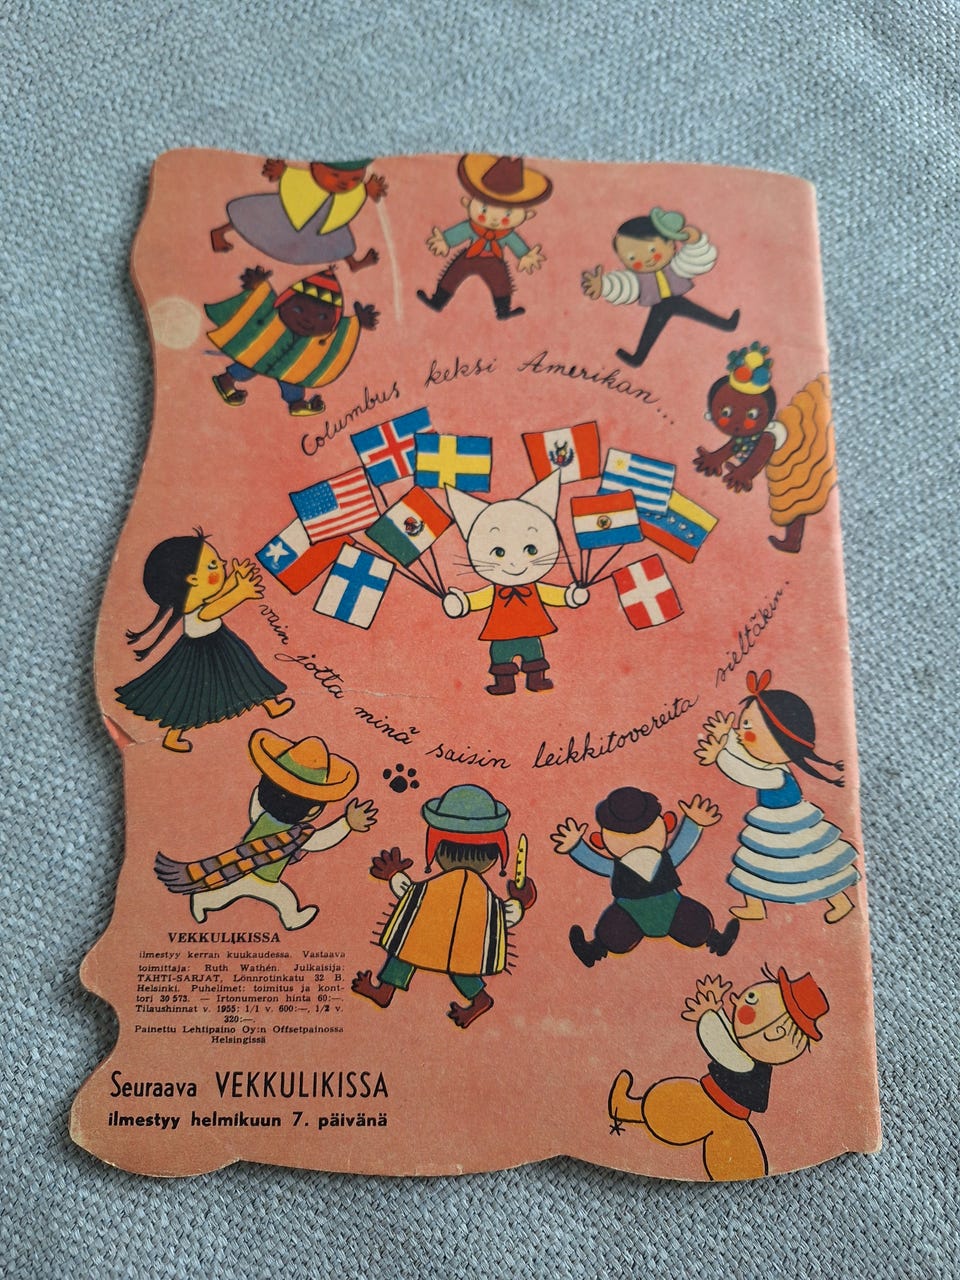 Columbus keksi Amerikan...
vain jotta minä saisin leikkitovereita sieltäkin.
VEKKULIKISSA
ilmestyy kerran kuukaudessa. Vastaava
toimittaja: Ruth Wathén. Julkaisija:
TÄHTI-SARJAT, Lönnrotinkatu 32 B.
Helsinki. Puhelimet: toimitus ja kont-
tori 30 573. — Irtonumeron hinta 60:—.
Tilaushinnat v. 1955: 1/1 v. 600:—, 1/2 v.
320:—.
Painettu Lehtipaino Oy:n Offsetpainossa
Helsingissä
Seuraava VEKKULIKISSA
ilmestyy helmikuun 7. päivänä